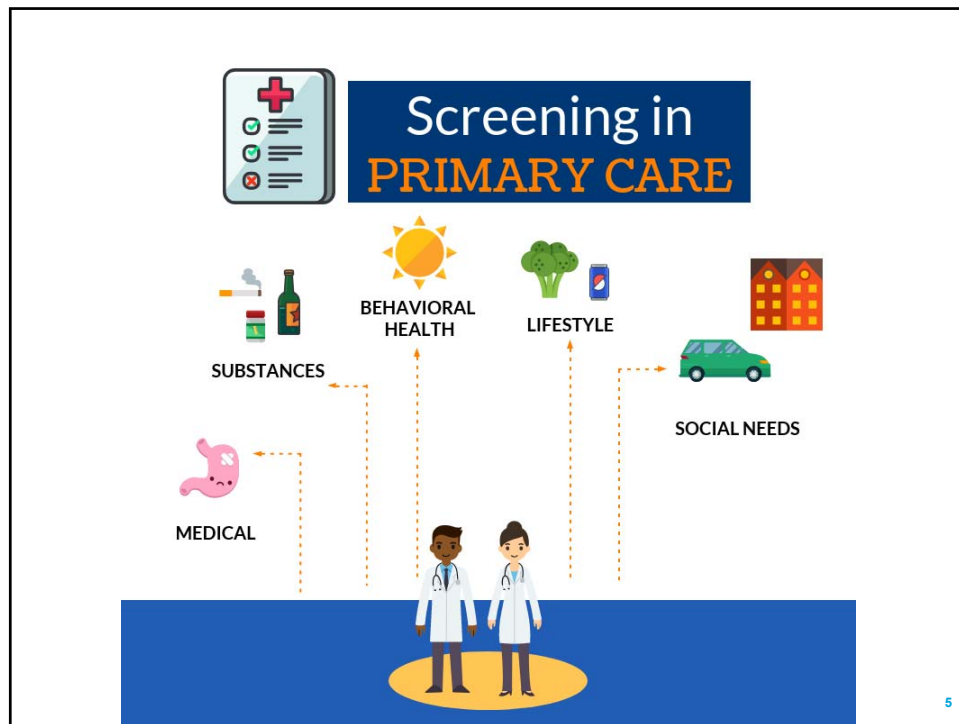 Screening in
PRIMARY CARE
BEHAVIORAL
HEALTH
LIFESTYLE
SUBSTANCES
SOCIAL NEEDS
MEDICAL
5